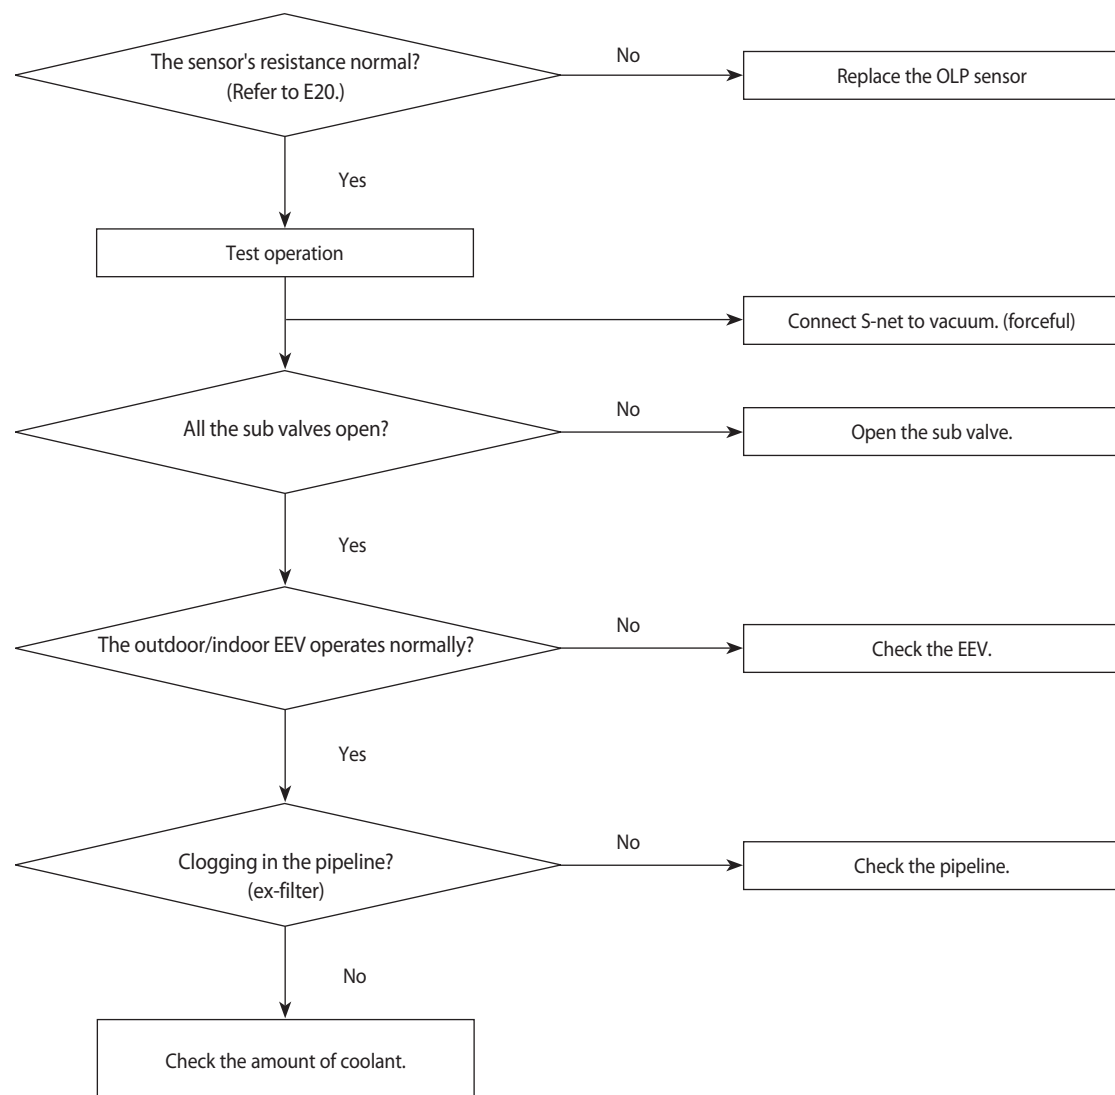 The sensor's resistance normal?
(Refer to E20.)
No
Replace the OLP sensor
Yes
Test operation
Connect S-net to vacuum. (forceful)
All the sub valves open?
No
Open the sub valve.
Yes
The outdoor/indoor EEV operates normally?
No
Check the EEV.
Yes
Clogging in the pipeline?
(ex-filter)
No
Check the pipeline.
No
Check the amount of coolant.